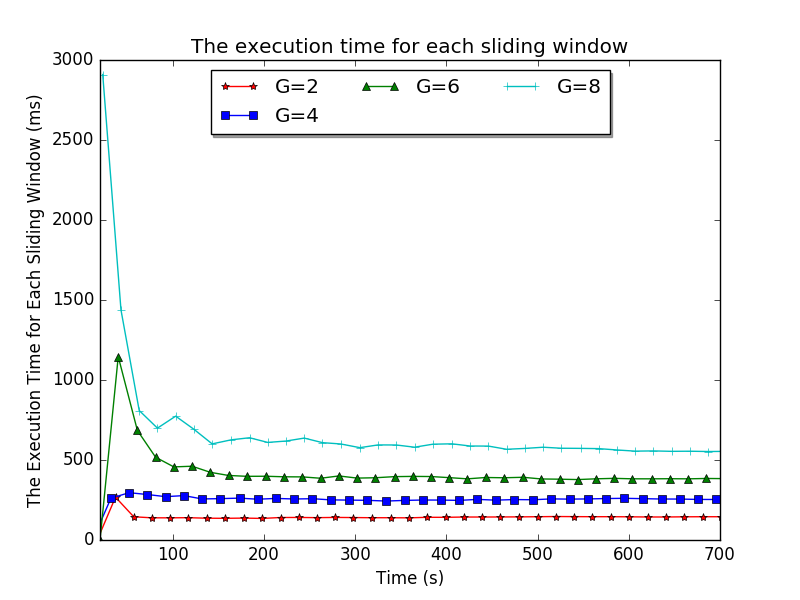 The execution time for each sliding window
G=2
G=6
G=8
G=4
The Execution Time for Each Sliding Window (ms)
3000
2500
2000
1500
1000
500
0
100
200
300
400
500
600
700
Time (s)